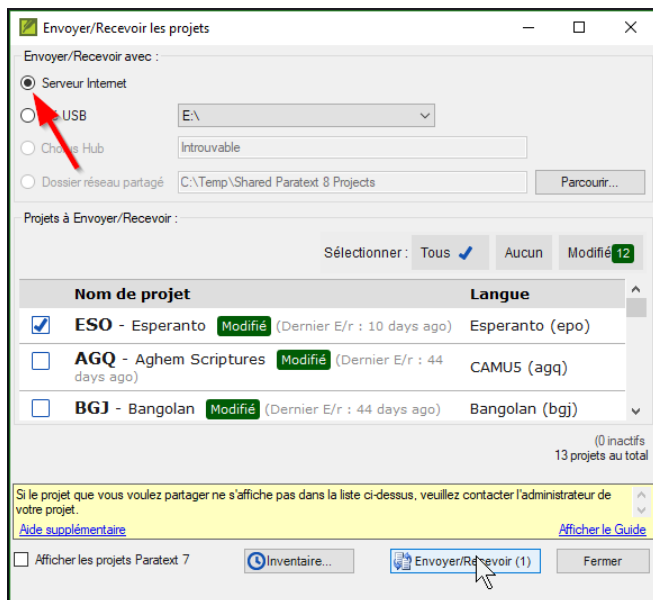 Envoyer/Recevoir les projets
Envoyer/Recevoir avec :
Serveur Internet
USB E:\
Chorus Hub Introuvable
Dossier réseau partagé C:\Temp\Shared Paratext 8 Projects Parcourir...
Projets à Envoyer/Recevoir :
Sélectionner : Tous Aucun Modifié 12
Nom de projet Langue
ESO - Esperanto Modifié (Dernier E/r : 10 days ago) Esperanto (epo)
AGQ - Aghem Scriptures Modifié (Dernier E/r : 44
days ago) CAMU5 (agq)
BGJ - Bangolan Modifié (Dernier E/r : 44 days ago) Bangolan (bgj)
(0 inactifs
13 projets au total
Si le projet que vous voulez partager ne s'affiche pas dans la liste ci-dessus, veuillez contacter l'administrateur de
votre projet.
Aide supplémentaire Afficher le Guide
Afficher les projets Paratext 7 Inventaire... Envoyer/Recevoir (1) Fermer